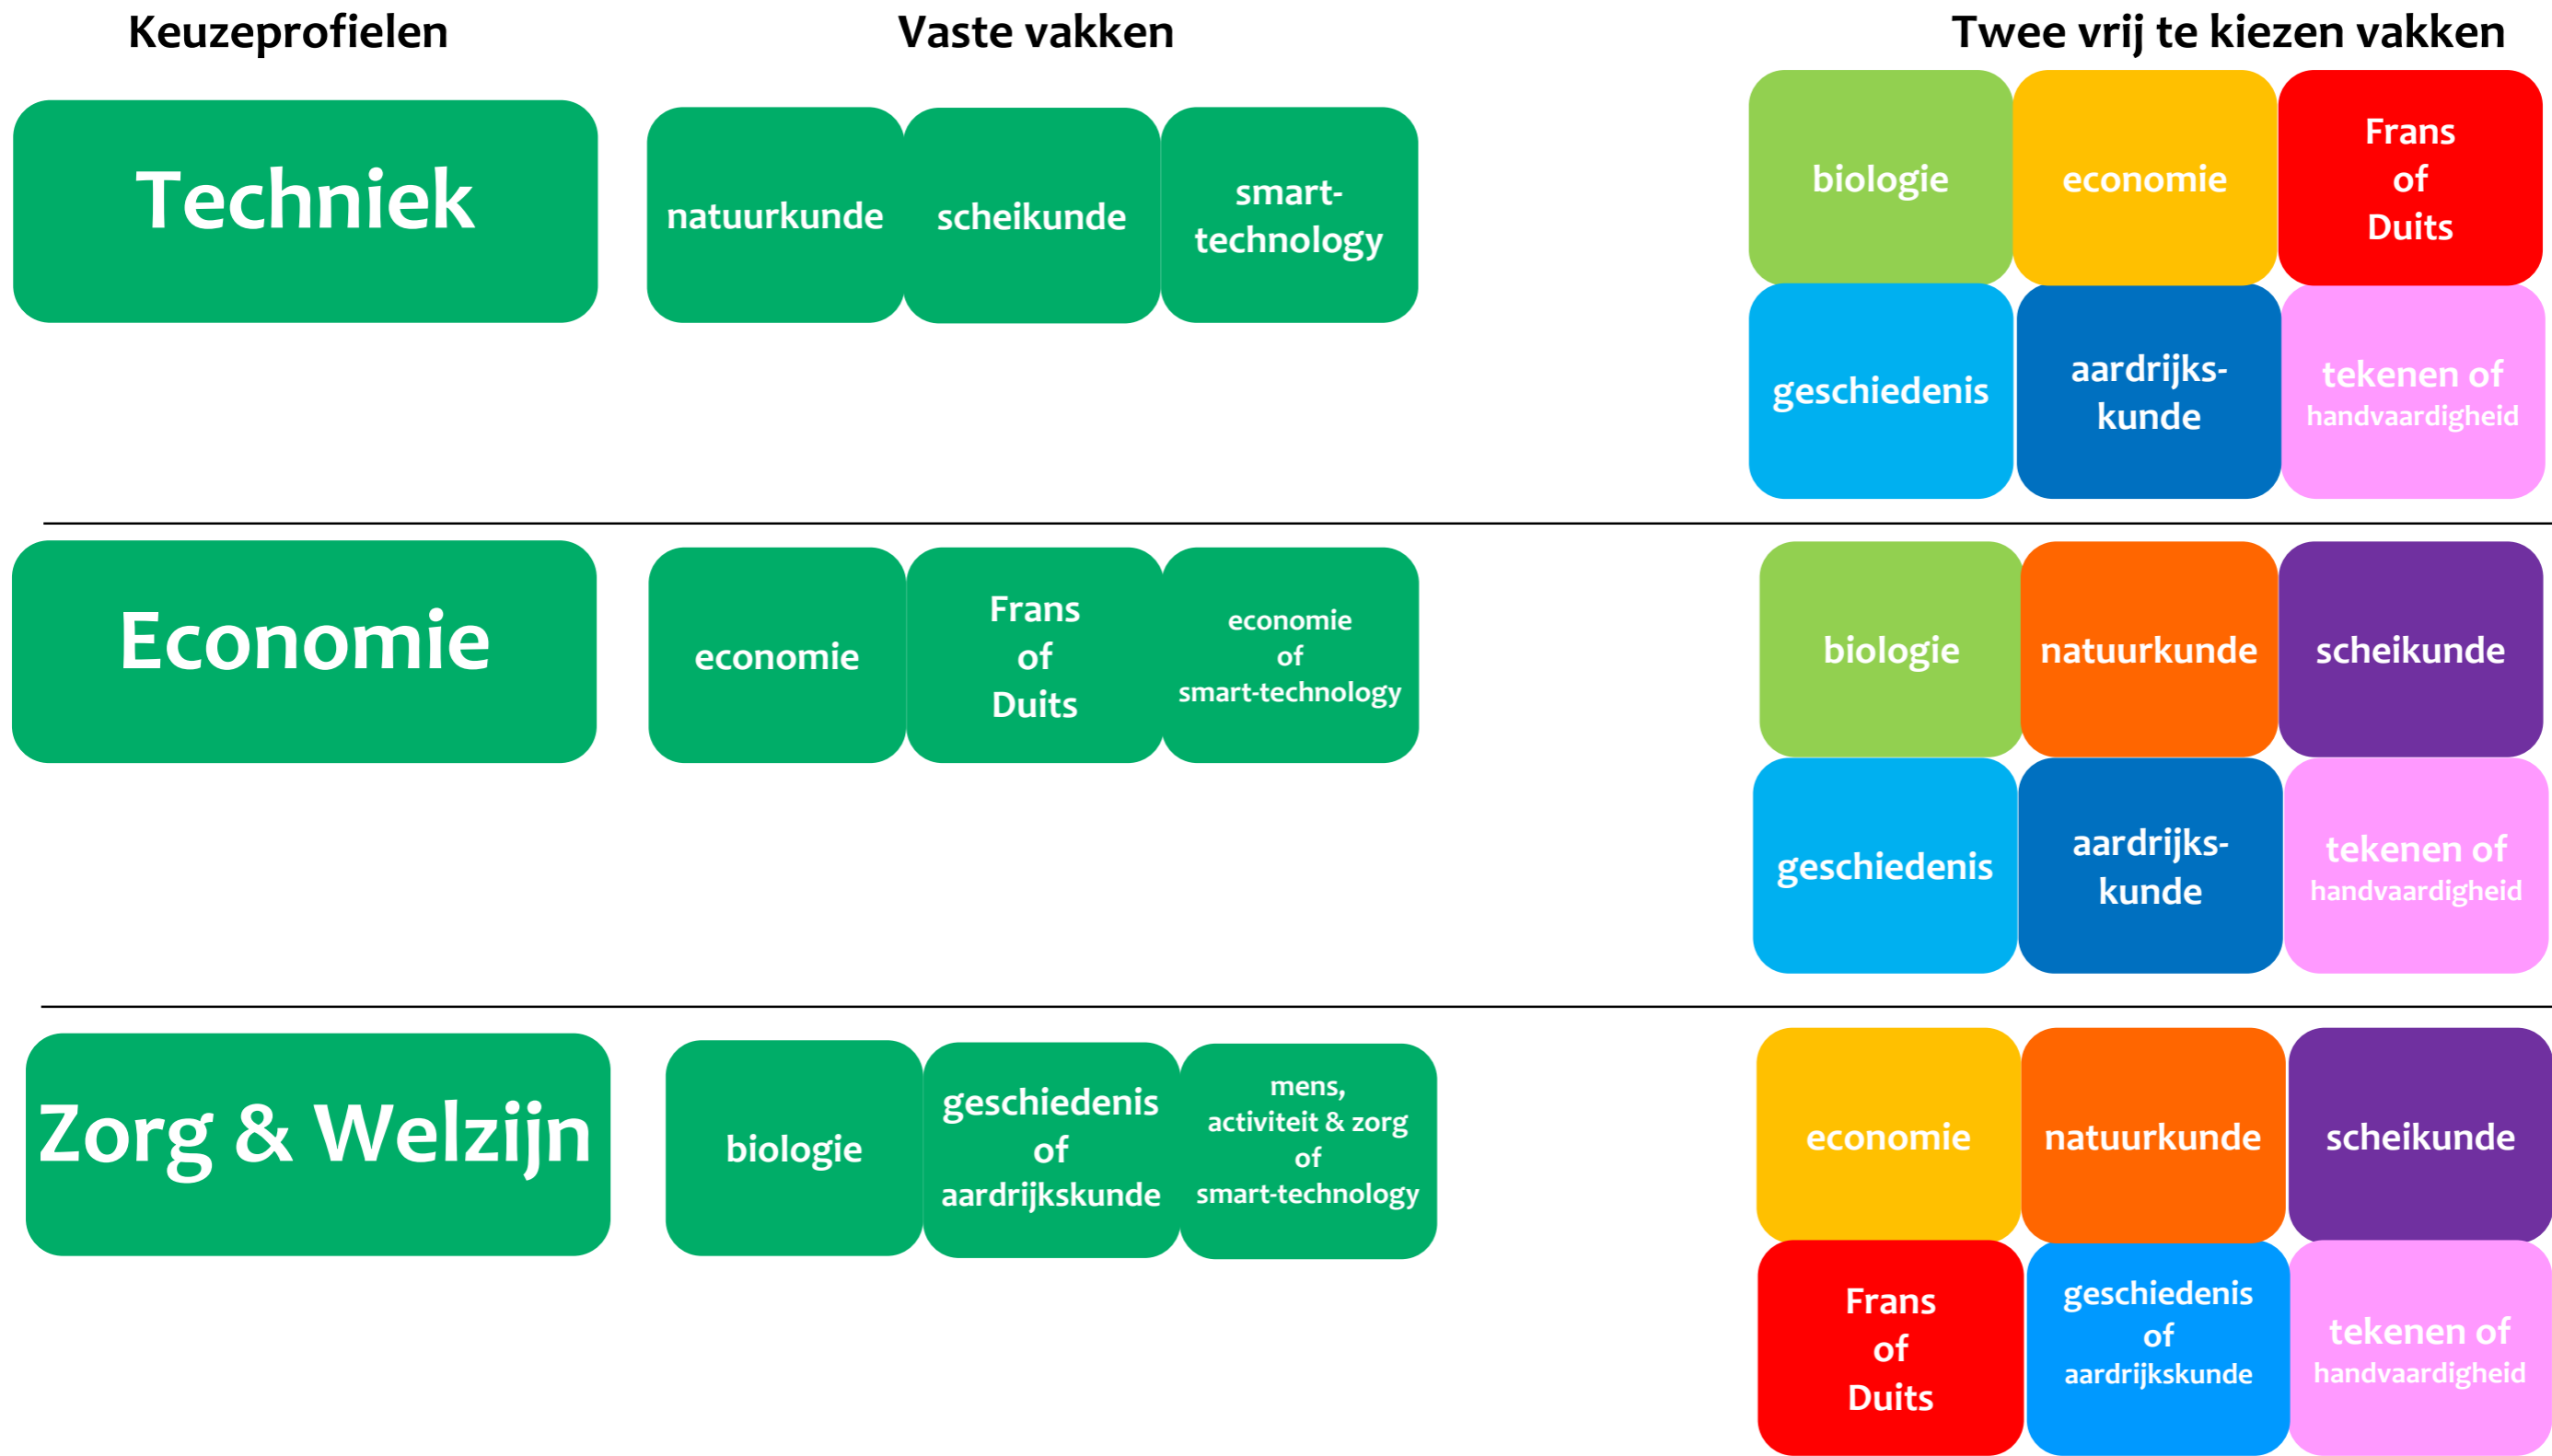 Keuzeprofielen
Vaste vakken
Twee vrij te kiezen vakken
Techniek
natuurkunde
scheikunde
smart-
technology
biologie
economie
Frans
of
Duits
geschiedenis
aardrijks-
kunde
tekenen of
handvaardigheid
Economie
economie
Frans
of
Duits
economie
of
smart-technology
biologie
natuurkunde
scheikunde
geschiedenis
aardrijks-
kunde
tekenen of
handvaardigheid
Zorg & Welzijn
biologie
geschiedenis
of
aardrijkskunde
mens,
activiteit & zorg
of
smart-technology
economie
natuurkunde
scheikunde
Frans
of
Duits
geschiedenis
of
aardrijkskunde
tekenen of
handvaardigheid